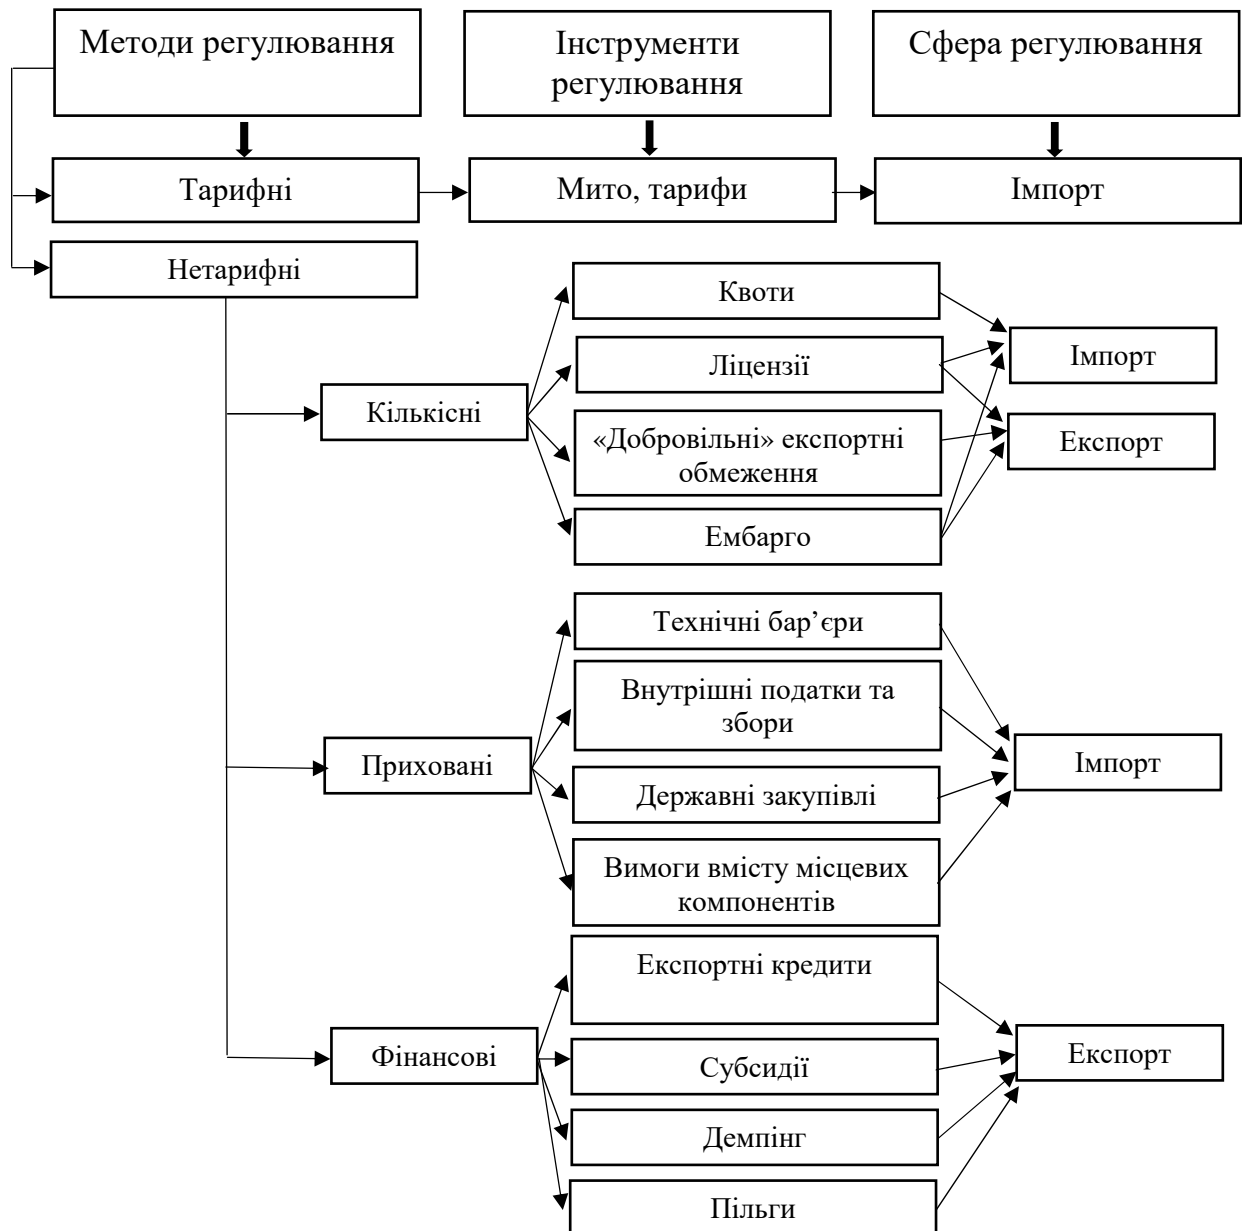 Методи регулювання
Інструменти
регулювання
Сфера регулювання
Тарифні
Мито, тарифи
Імпорт
Нетарифні
Кількісні
Квоти
Ліцензії
«Добровільні» експортні
обмеження
Ембарго
Імпорт
Експорт
Приховані
Технічні бар’єри
Внутрішні податки та
збори
Державні закупівлі
Вимоги вмісту місцевих
компонентів
Імпорт
Фінансові
Експортні кредити
Субсидії
Демпінг
Пільги
Експорт